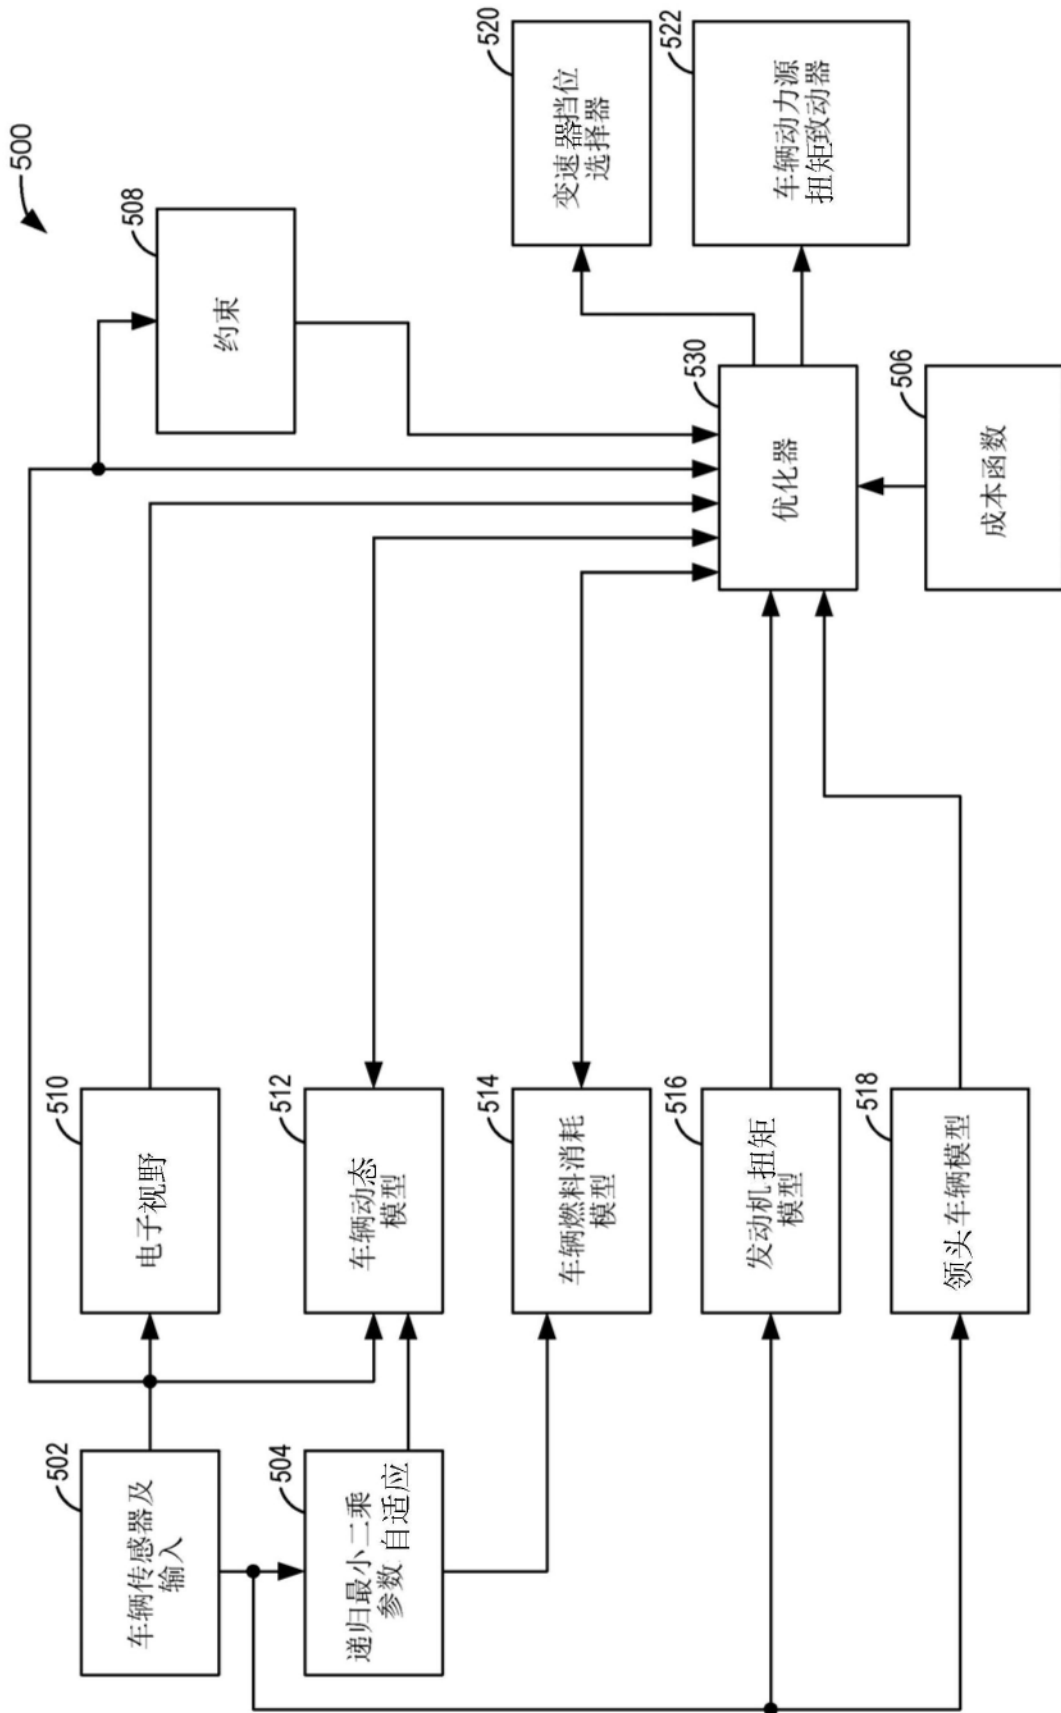 500
502
车辆传感器及
输入
504
递归最小二乘
参数 自适应
510
电子视野
512
车辆动态
模型
514
车辆燃料消耗
模型
516
发动机 扭矩
模型
518
领头车辆模型
508
约束
530
优化器
506
成本函数
520
变速器挡位
选择器
522
车辆动力源
扭矩致动器